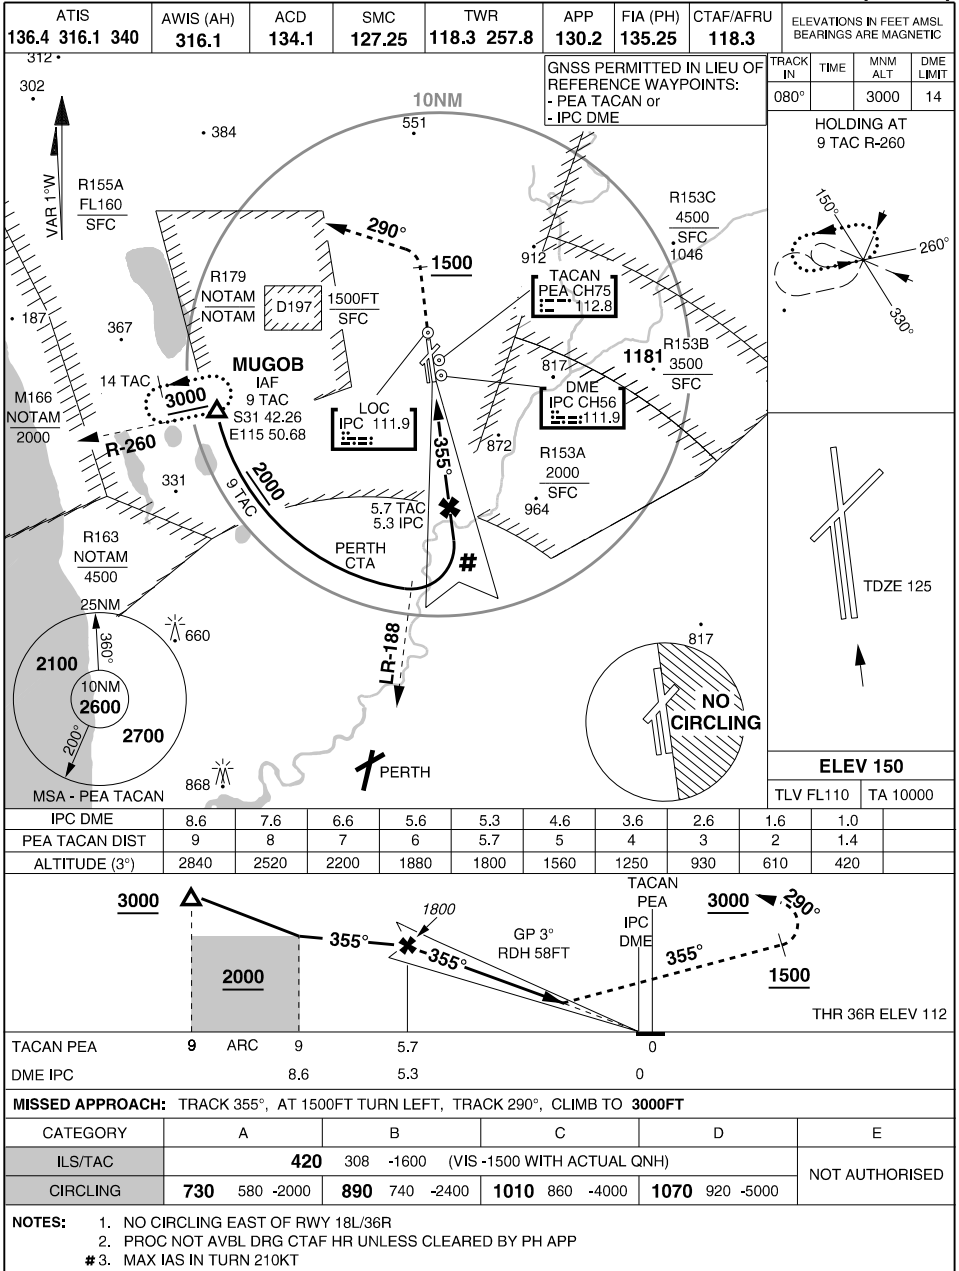 ATIS
136.4 316.1 340
AWIS (AH)
316.1
ACD
134.1
SMC
127.25
TWR
118.3 257.8
APP
130.2
FIA (PH)
135.25
CTAF/AFRU
118.3
ELEVATIONS IN FEET AMSL
BEARINGS ARE MAGNETIC
GNSS PERMITTED IN LIEU OF
REFERENCE WAYPOINTS:
- PEA TACAN or
- IPC DME
TRACK IN
TIME
MNM ALT
DME LIMIT
080°
3000
14
HOLDING AT
9 TAC R-260
150°
260°
330°
312
302
10NM
551
384
VAR 1°W
R155A
FL160
SFC
R153C
4500
SFC
1046
290°
1500
912
TACAN
PEA CH75
112.8
R179
NOTAM
NOTAM
D197
1500FT
SFC
187
367
1181
R153B
3500
SFC
817
14 TAC
3000
MUGOB
IAF
9 TAC
S31 42.26
E115 50.68
LOC
IPC 111.9
DME
IPC CH56
111.9
M166
NOTAM
2000
R-260
872
355°
R153A
2000
SFC
331
2000
9 TAC
5.7 TAC
5.3 IPC
964
R163
NOTAM
4500
PERTH
CTA
#
TDZE 125
25NM
360°
660
817
LR-188
2100
10NM
2600
2700
200°
NO
CIRCLING
868
PERTH
MSA - PEA TACAN
ELEV 150
TLV FL110
TA 10000
IPC DME 8.6 7.6 6.6 5.6 5.3 4.6 3.6 2.6 1.6 1.0
PEA TACAN DIST 9 8 7 6 5.7 5 4 3 2 1.4
ALTITUDE (3°) 2840 2520 2200 1880 1800 1560 1250 930 610 420
3000
1800
TACAN
PEA
IPC
DME
3000
290°
355°
355°
GP 3°
RDH 58FT
355°
2000
1500
THR 36R ELEV 112
TACAN PEA 9 ARC 9 5.7 0
DME IPC 8.6 5.3 0
MISSED APPROACH: TRACK 355°, AT 1500FT TURN LEFT, TRACK 290°, CLIMB TO 3000FT
CATEGORY A B C D E
ILS/TAC 420 308 -1600 (VIS -1500 WITH ACTUAL QNH) NOT AUTHORISED
CIRCLING 730 580 -2000 890 740 -2400 1010 860 -4000 1070 920 -5000
NOTES: 1. NO CIRCLING EAST OF RWY 18L/36R
2. PROC NOT AVBL DRG CTAF HR UNLESS CLEARED BY PH APP
# 3. MAX IAS IN TURN 210KT